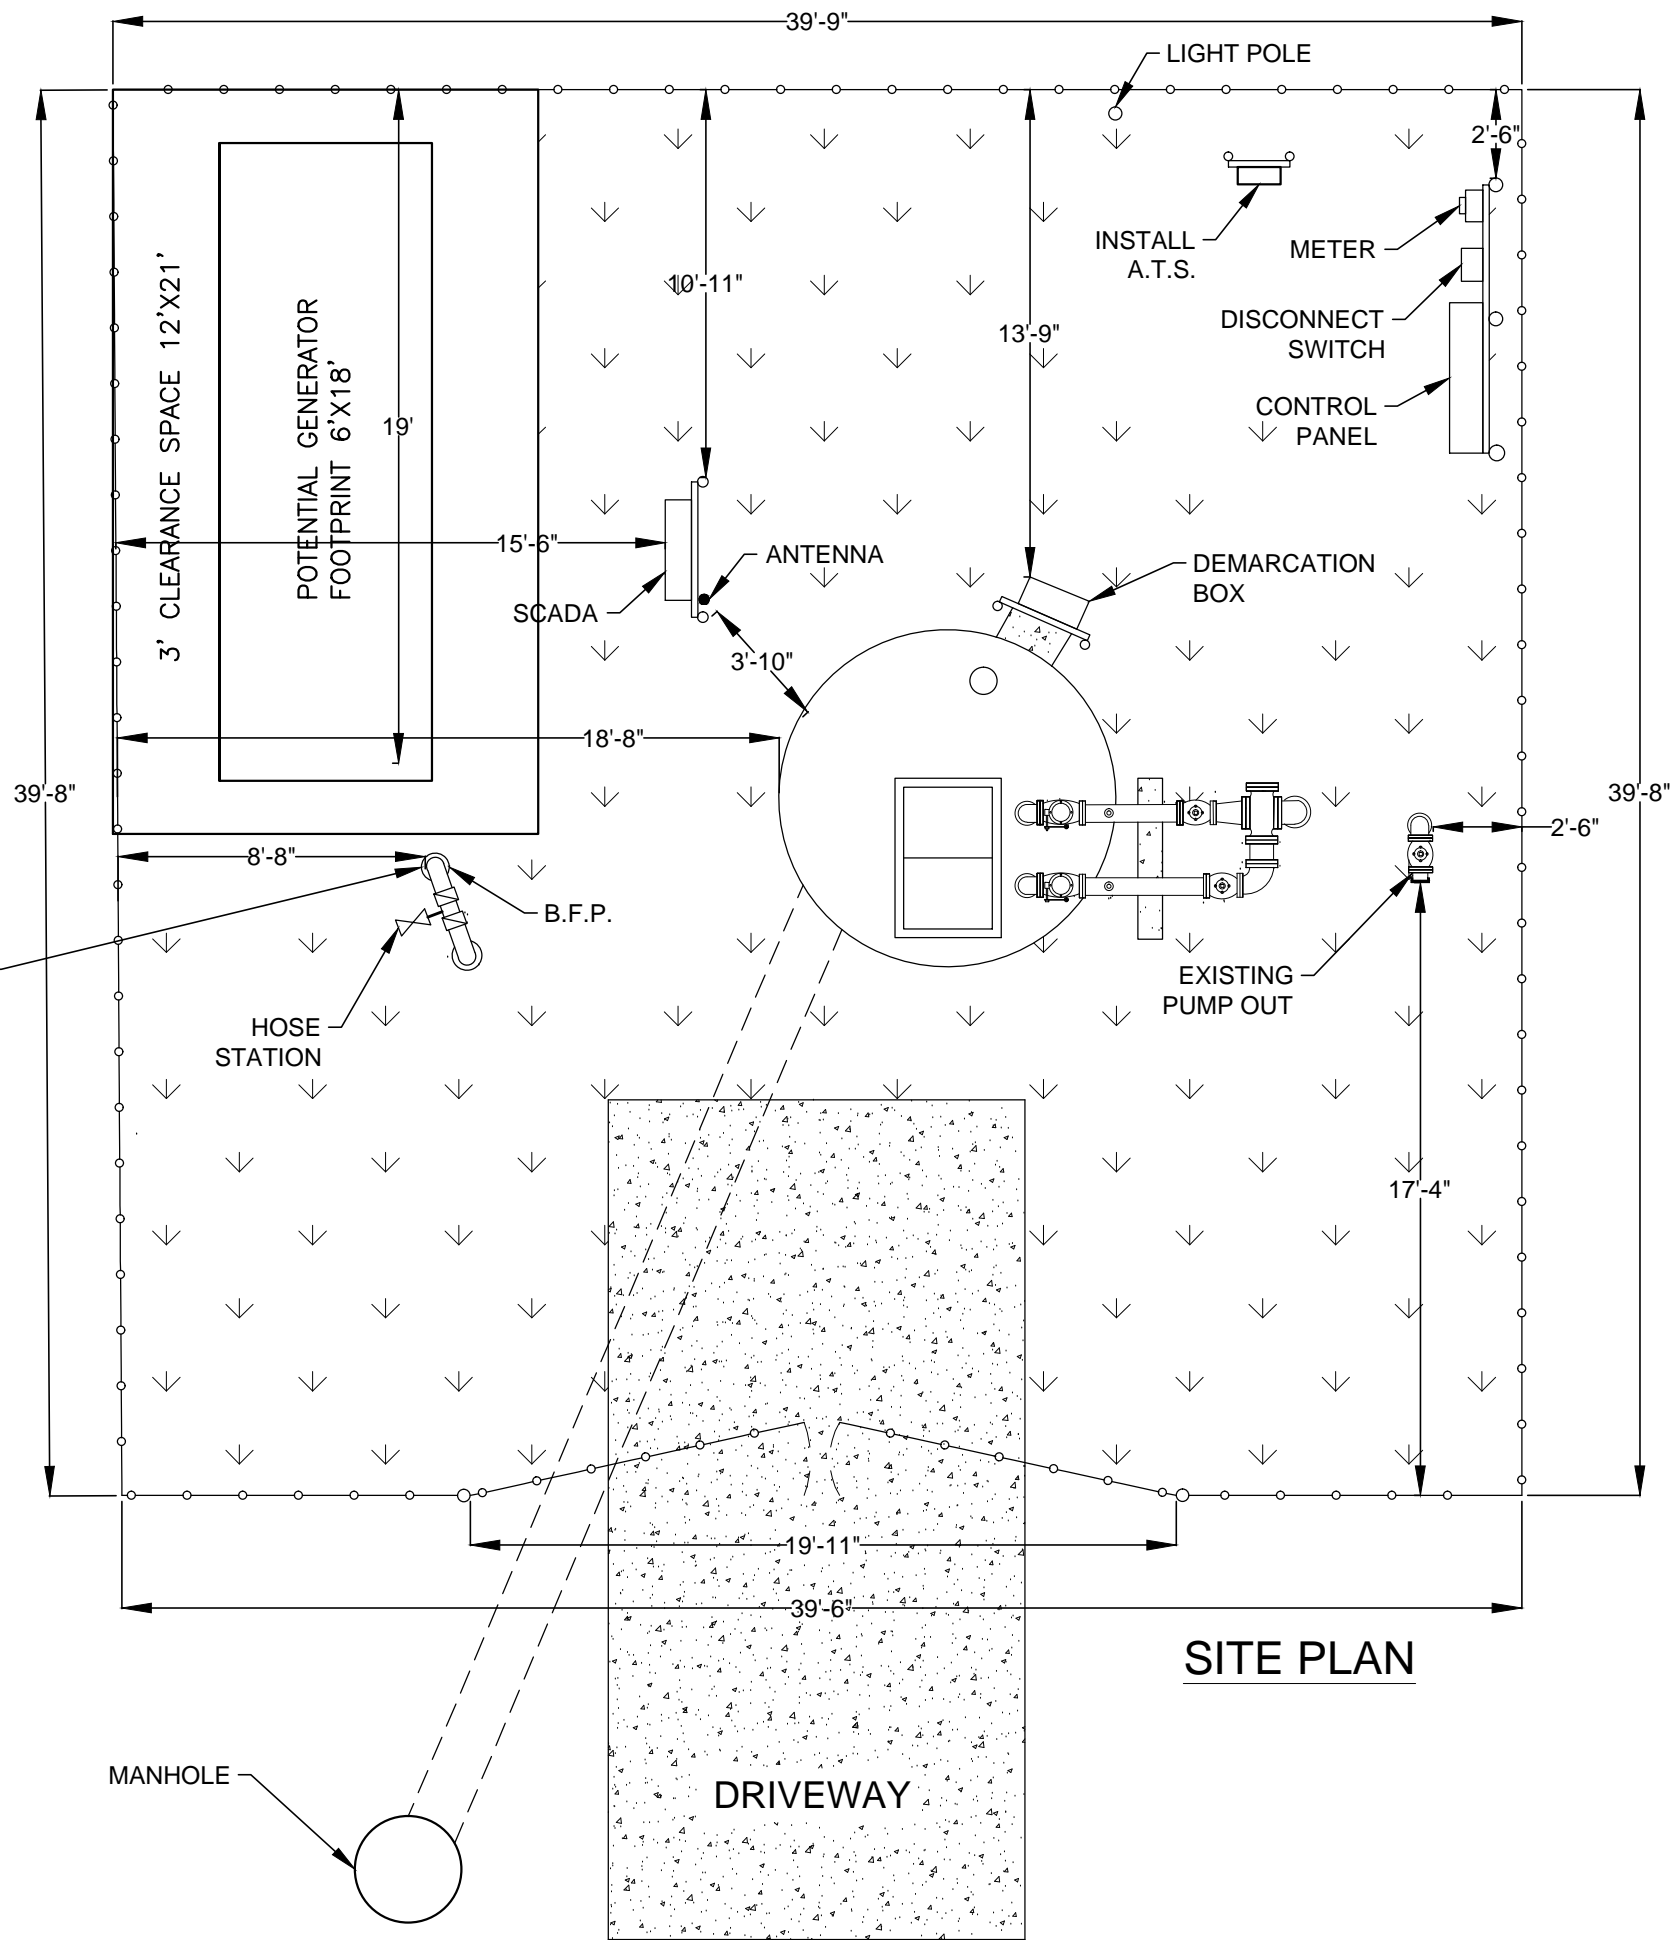 39'-9"
LIGHT POLE
2'-6"
INSTALL
A.T.S.
METER
10'-11"
13'-9"
DISCONNECT
SWITCH
CONTROL
PANEL
3' CLEARANCE SPACE 12'X21'
POTENTIAL GENERATOR
FOOTPRINT 6'X18'
19'
15'-6"
ANTENNA
DEMARCATION
BOX
SCADA
3'-10"
18'-8"
39'-8"
39'-8"
2'-6"
8'-8"
B.F.P.
EXISTING
PUMP OUT
HOSE
STATION
17'-4"
19'-11"
39'-6"
SITE PLAN
MANHOLE
DRIVEWAY